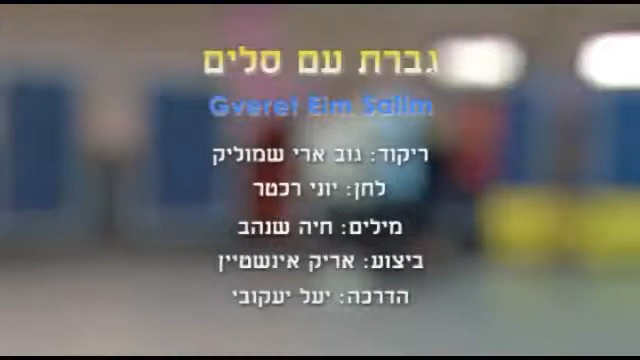 גברת עם סלים
Gveret Eim Salim
ריקוד: גוב ארי שמוליק
לחן: יוני רכטר
מילים: חיה שנהב
ביצוע: אריק אינשטיין
הדרכה: יעל יעקובי